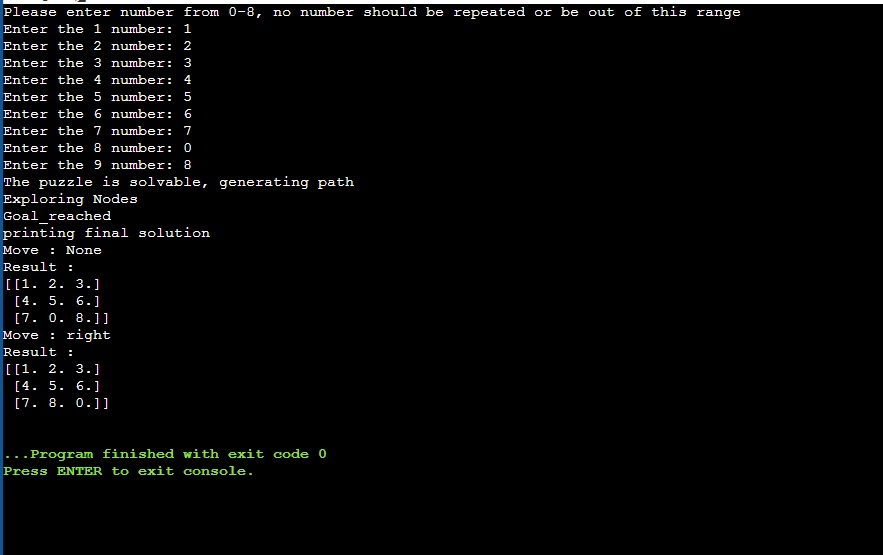 Please enter number from 0-8, no number should be repeated or be out of this range
Enter the 1 number: 1
Enter the 2 number: 2
Enter the 3 number: 3
Enter the 4 number: 4
Enter the 5 number: 5
Enter the 6 number: 6
Enter the 7 number: 7
Enter the 8 number: 0
Enter the 9 number: 8
The puzzle is solvable, generating path
Exploring Nodes
Goal_reached
printing final solution
Move : None
Result :
[[1. 2. 3.]
 [4. 5. 6.]
 [7. 0. 8.]]
Move : right
Result :
[[1. 2. 3.]
 [4. 5. 6.]
 [7. 8. 0.]]
...Program finished with exit code 0
Press ENTER to exit console.